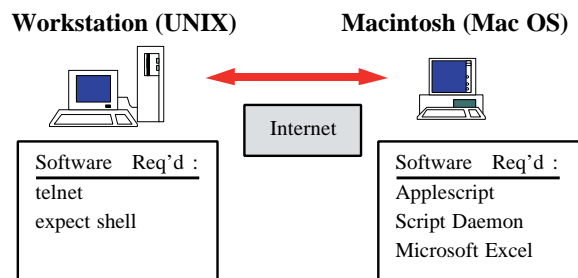 Workstation (UNIX)
Macintosh (Mac OS)
Internet
Software Req'd :
telnet
expect shell
Software Req'd :
Applescript
Script Daemon
Microsoft Excel